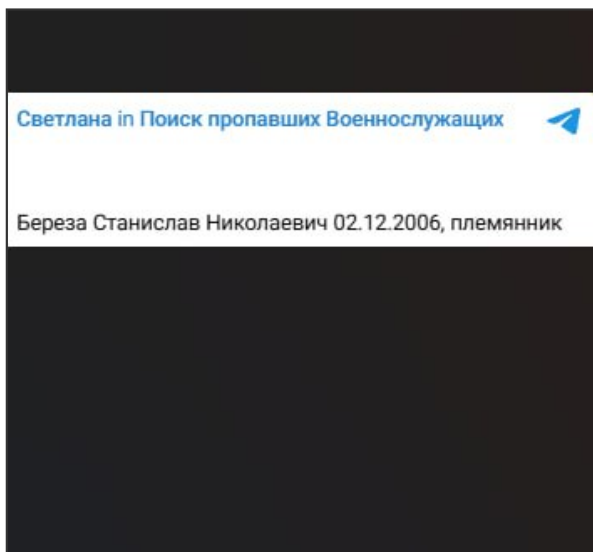 Светлана in Поиск пропавших Военнослужащих
Береза Станислав Николаевич 02.12.2006, племянник